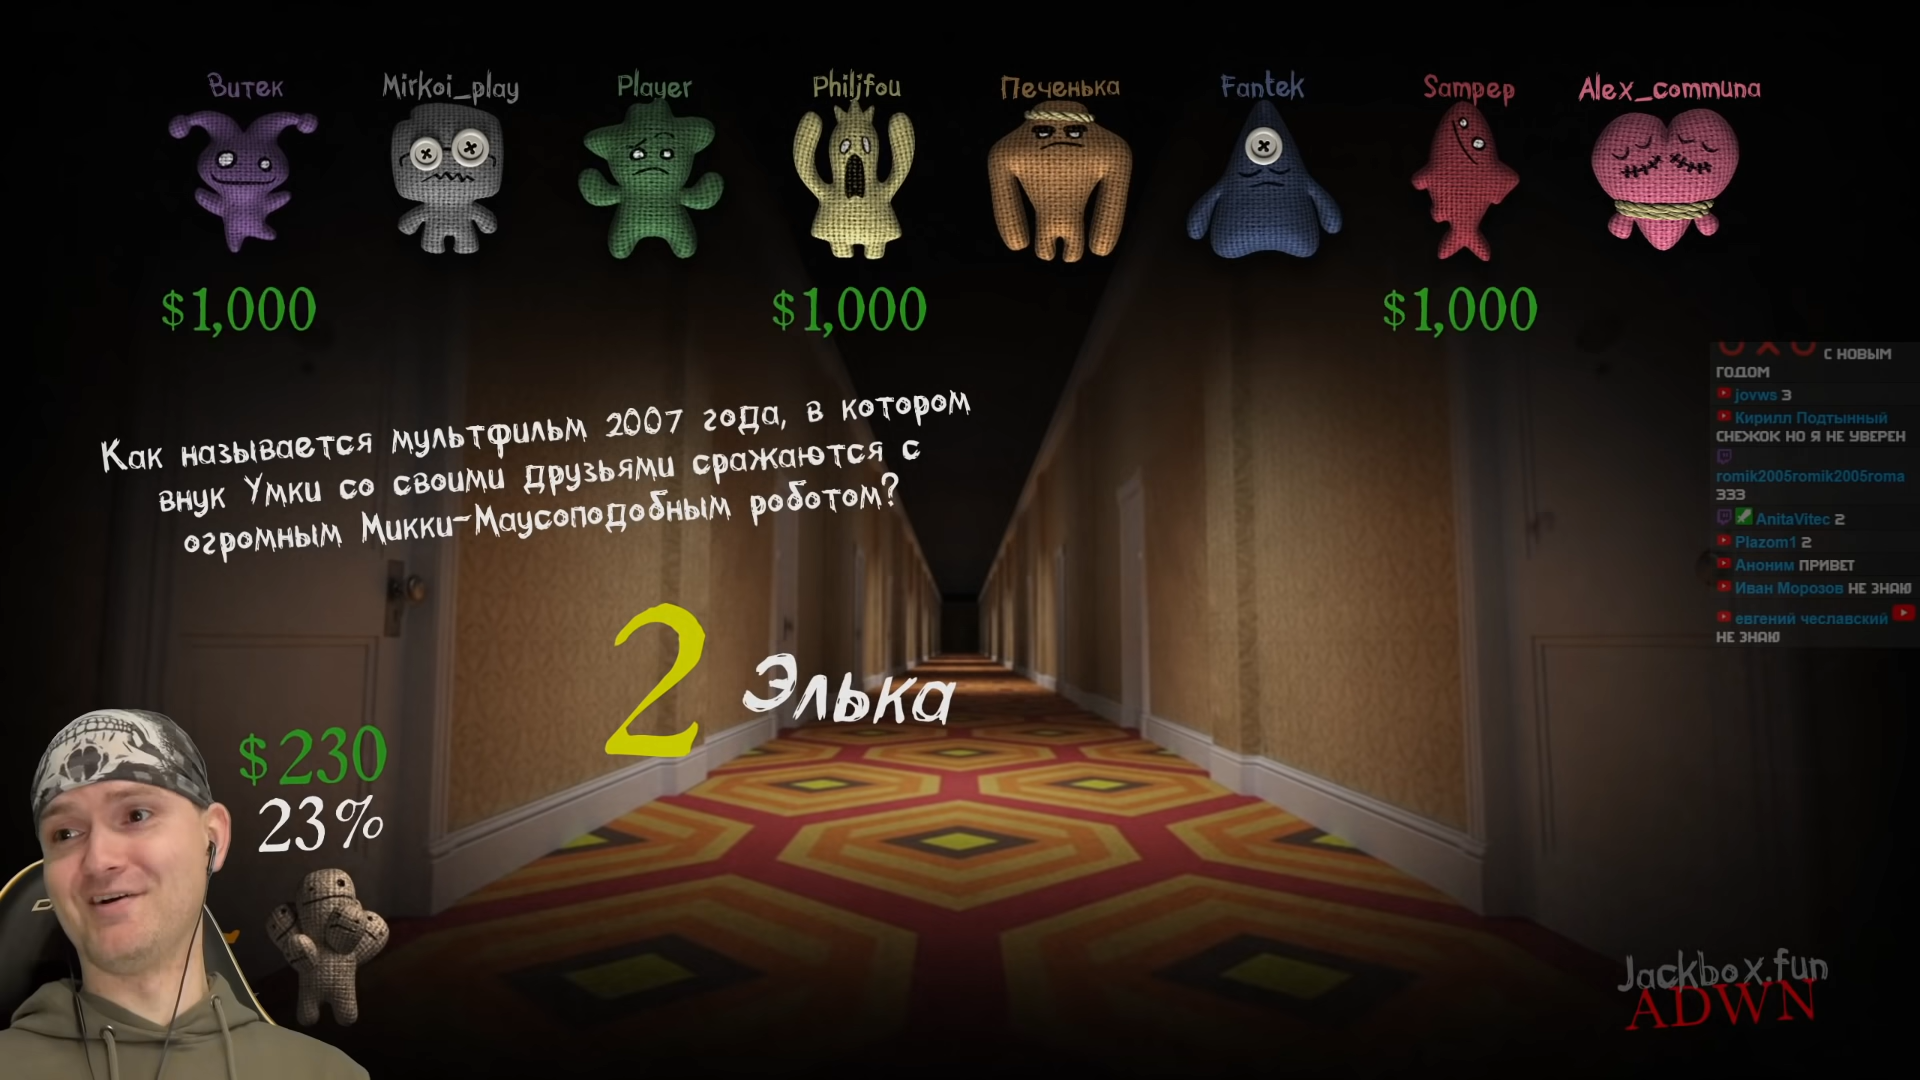 Витек
Mirkoi_play
Player
Philjfou
Печенька
Fantek
Sampep
Alex_communa
$1,000
$1,000
$1,000
С НОВЫМ
ГОДОМ
jovws 3
Кирилл Подтынный
СНЕЖОК НО Я НЕ УВЕРЕН
romik2005romik2005roma
333
AnitaVitec 2
Plazom1 2
Аноним ПРИВЕТ
Иван Морозов НЕ ЗНАЮ
евгений чеславский
НЕ ЗНАЮ
Как называется мультфильм 2007 года, в котором
внук Умки со своими друзьями сражаются с
огромным Микки-Маусоподобным роботом?
2 Элька
$230
23%
Jackbox.fun
ADWN